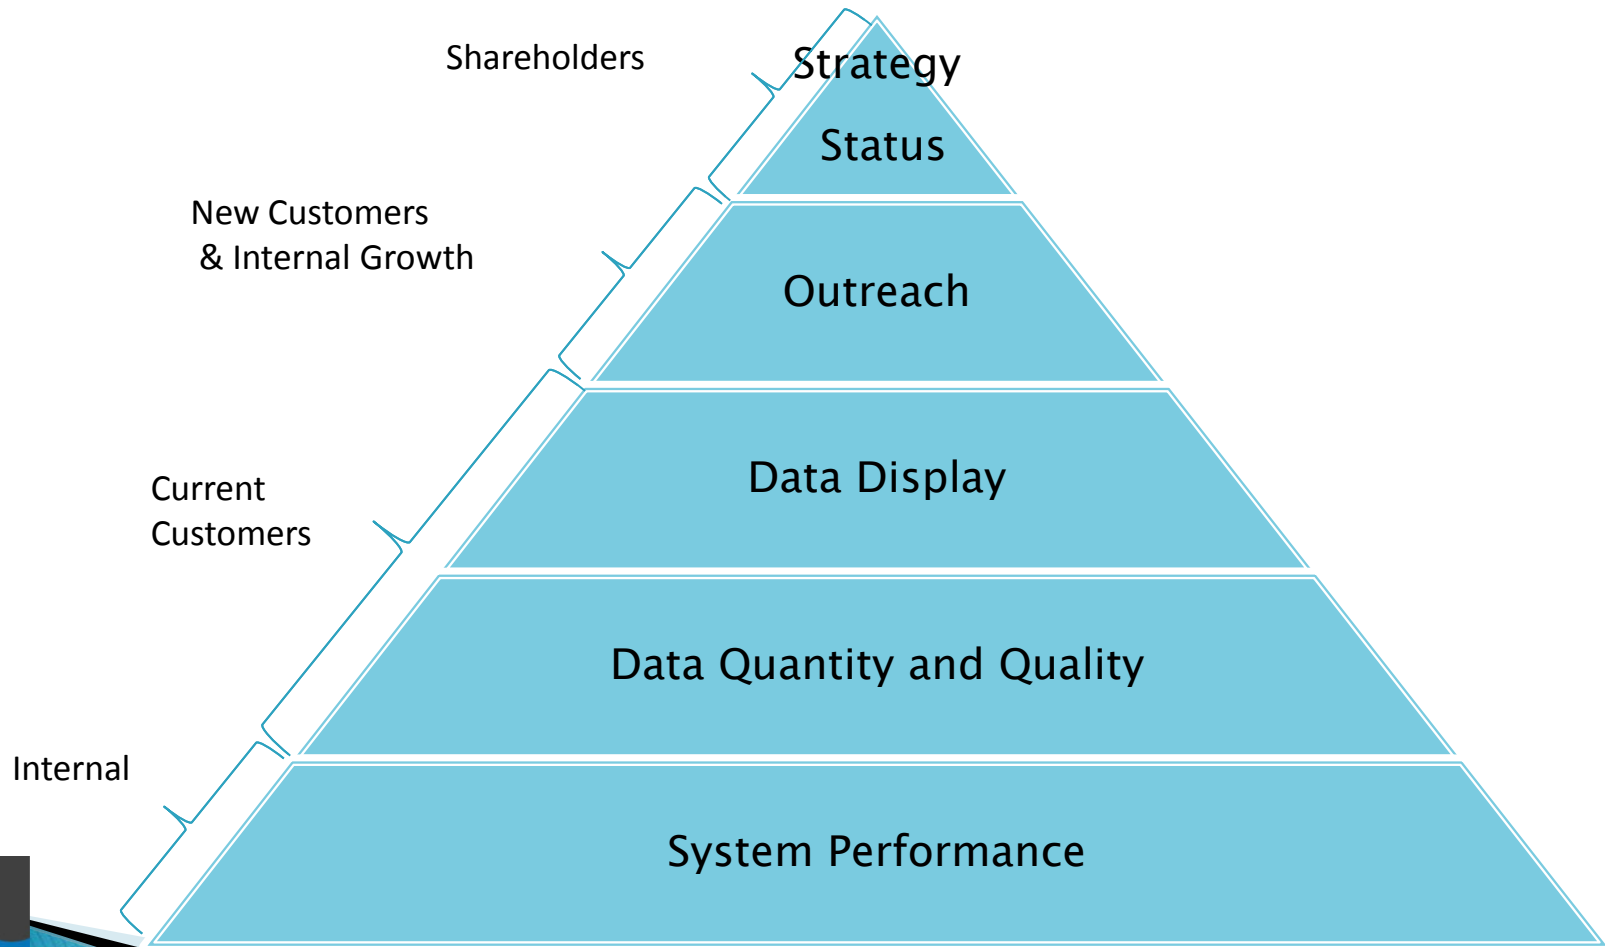 Shareholders
Strategy
Status
New Customers
& Internal Growth
Outreach
Current
Customers
Data Display
Data Quantity and Quality
Internal
System Performance